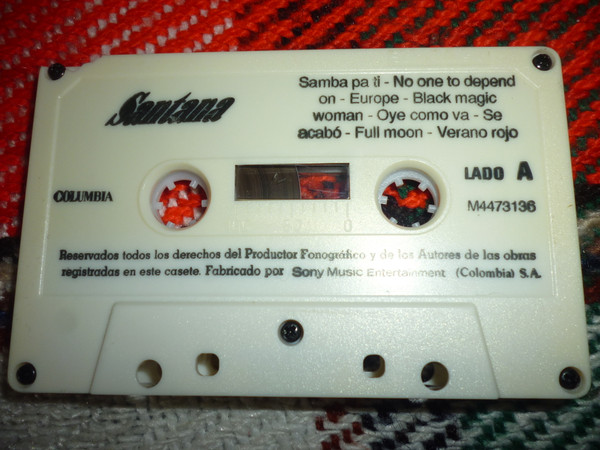 Santana
Samba pa ti - No one to depend
on - Europe - Black magic
woman - Oye como va - Se
acabó - Full moon - Verano rojo
COLUMBIA
LADO A
M4473136
Reservados todos los derechos del Productor Fonográfico y de los Autores de las obras
registradas en este casete. Fabricado por Sony Music Entertainment (Colombia) S.A.